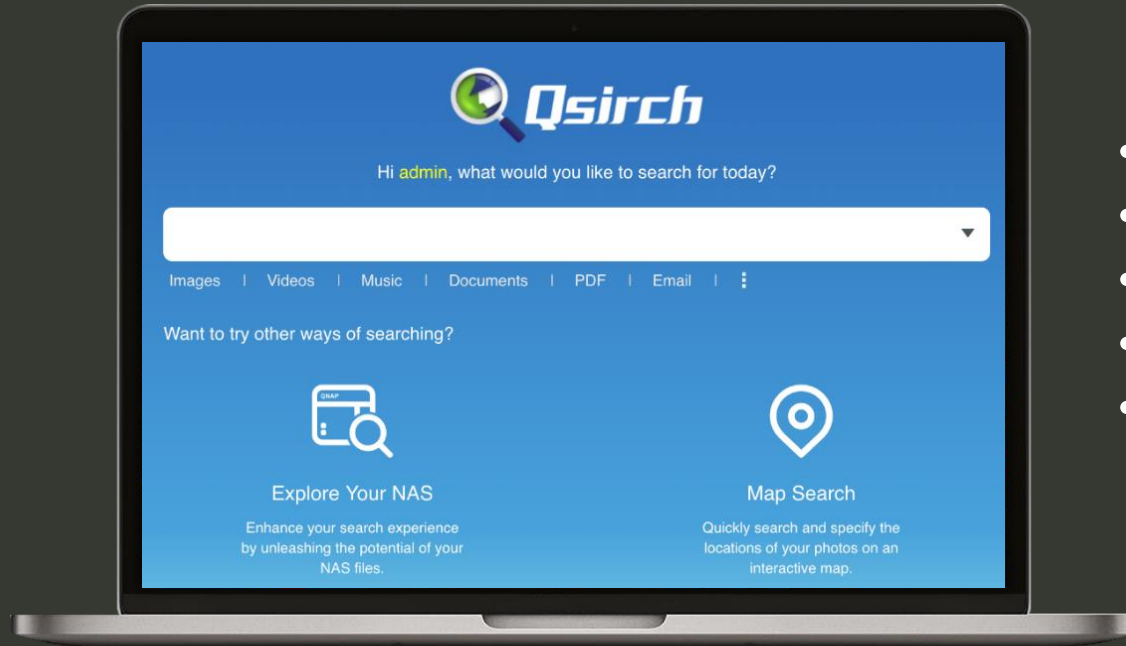 Qsirch
Hi admin, what would you like to search for today?
Images | Videos | Music | Documents | PDF | Email |
Want to try other ways of searching?
QNAP
Explore Your NAS
Enhance your search experience
by unleashing the potential of your
NAS files.
Map Search
Quickly search and specify the
locations of your photos on an
interactive map.